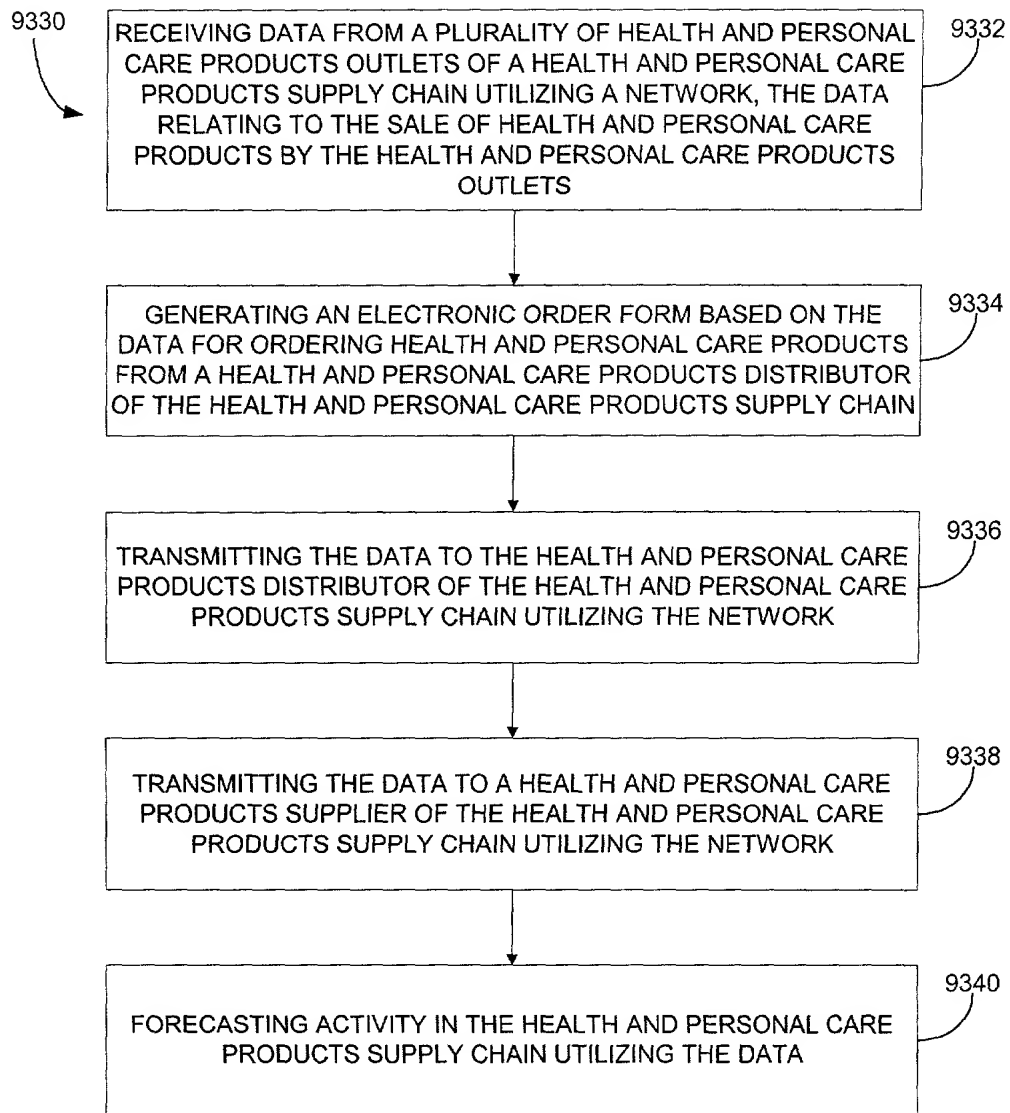 9330
RECEIVING DATA FROM A PLURALITY OF HEALTH AND PERSONAL
CARE PRODUCTS OUTLETS OF A HEALTH AND PERSONAL CARE
PRODUCTS SUPPLY CHAIN UTILIZING A NETWORK, THE DATA
RELATING TO THE SALE OF HEALTH AND PERSONAL CARE
PRODUCTS BY THE HEALTH AND PERSONAL CARE PRODUCTS
OUTLETS
9332
GENERATING AN ELECTRONIC ORDER FORM BASED ON THE
DATA FOR ORDERING HEALTH AND PERSONAL CARE PRODUCTS
FROM A HEALTH AND PERSONAL CARE PRODUCTS DISTRIBUTOR
OF THE HEALTH AND PERSONAL CARE PRODUCTS SUPPLY CHAIN
9334
TRANSMITTING THE DATA TO THE HEALTH AND PERSONAL CARE
PRODUCTS DISTRIBUTOR OF THE HEALTH AND PERSONAL CARE
PRODUCTS SUPPLY CHAIN UTILIZING THE NETWORK
9336
TRANSMITTING THE DATA TO A HEALTH AND PERSONAL CARE
PRODUCTS SUPPLIER OF THE HEALTH AND PERSONAL CARE
PRODUCTS SUPPLY CHAIN UTILIZING THE NETWORK
9338
FORECASTING ACTIVITY IN THE HEALTH AND PERSONAL CARE
PRODUCTS SUPPLY CHAIN UTILIZING THE DATA
9340